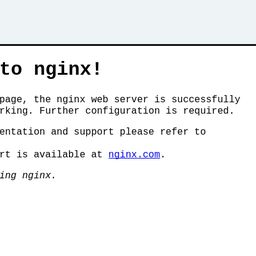 to nginx!
page, the nginx web server is successfully
rking. Further configuration is required.
entation and support please refer to
rt is available at nginx.com.
ing nginx.